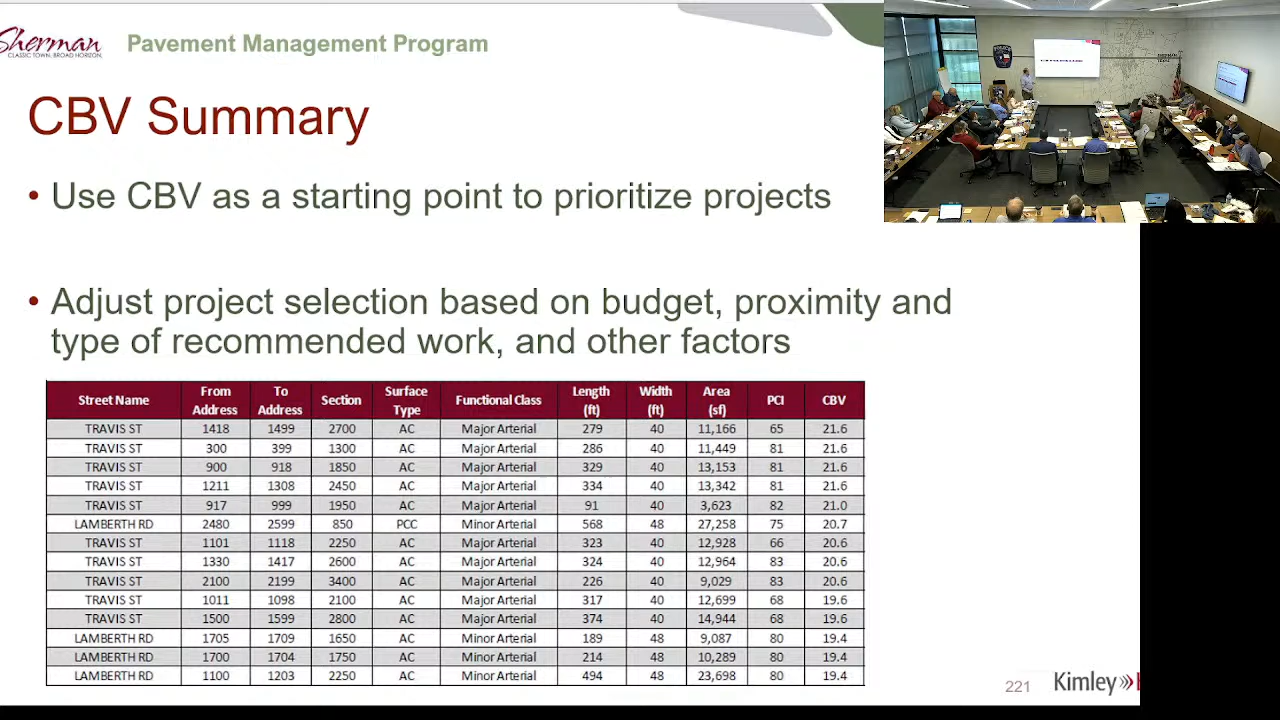 Sherman
CLASSIC TOWN. BROAD HORIZON.
Pavement Management Program
CBV Summary
• Use CBV as a starting point to prioritize projects
• Adjust project selection based on budget, proximity and
type of recommended work, and other factors
Street Name From Address To Address Section Surface Type Functional Class Length (ft) Width (ft) Area (sf) PCI CBV
TRAVIS ST 1418 1499 2700 AC Major Arterial 279 40 11,166 65 21.6
TRAVIS ST 300 399 1300 AC Major Arterial 286 40 11,449 81 21.6
TRAVIS ST 900 918 1850 AC Major Arterial 329 40 13,153 81 21.6
TRAVIS ST 1211 1308 2450 AC Major Arterial 334 40 13,342 81 21.6
TRAVIS ST 917 999 1950 AC Major Arterial 91 40 3,623 82 21.0
LAMBERTH RD 2480 2599 850 PCC Minor Arterial 568 48 27,258 75 20.7
TRAVIS ST 1101 1118 2250 AC Major Arterial 323 40 12,928 66 20.6
TRAVIS ST 1330 1417 2600 AC Major Arterial 324 40 12,964 83 20.6
TRAVIS ST 2100 2199 3400 AC Major Arterial 226 40 9,029 83 20.6
TRAVIS ST 1011 1098 2100 AC Major Arterial 317 40 12,699 68 19.6
TRAVIS ST 1500 1599 2800 AC Major Arterial 374 40 14,944 68 19.6
LAMBERTH RD 1705 1709 1650 AC Minor Arterial 189 48 9,087 80 19.4
LAMBERTH RD 1700 1704 1750 AC Minor Arterial 214 48 10,289 80 19.4
LAMBERTH RD 1100 1203 2250 AC Minor Arterial 494 48 23,698 80 19.4
221
Kimley»